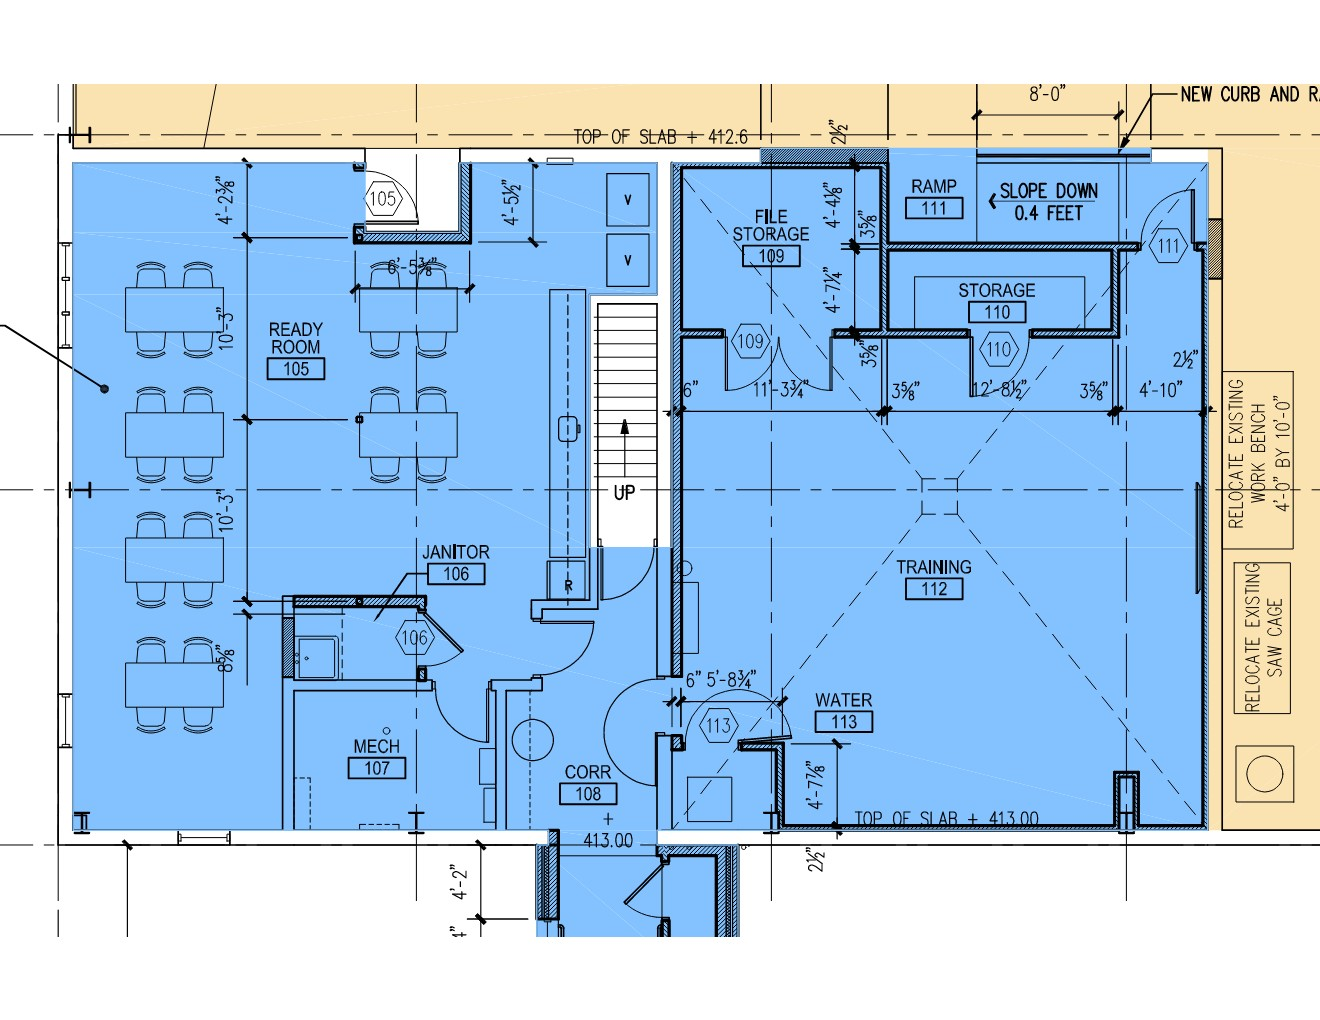 8'-0"
NEW CURB AND R
TOP OF SLAB + 412.6
2½"
4'-2⅜"
105
4'-5½"
V
V
6'-5⅜"
FILE
STORAGE
109
4'-4⅛"
3⅝"
4'-7¼"
RAMP
111
SLOPE DOWN
0.4 FEET
111
STORAGE
110
READY
ROOM
105
10'-3"
109
110
3⅝"
2½"
6"
11'-3¾"
3⅝"
12'-8½"
3⅝"
4'-10"
RELOCATE EXISTING
WORK BENCH
4'-0" BY 10'-0"
UP
10'-3"
JANITOR
106
R
TRAINING
112
106
8⅝"
RELOCATE EXISTING
SAW CAGE
6"
5'-8¾"
113
WATER
113
MECH
107
CORR
108
4'-7⅞"
+
413.00
TOP OF SLAB + 413.00
2½"
4'-2"